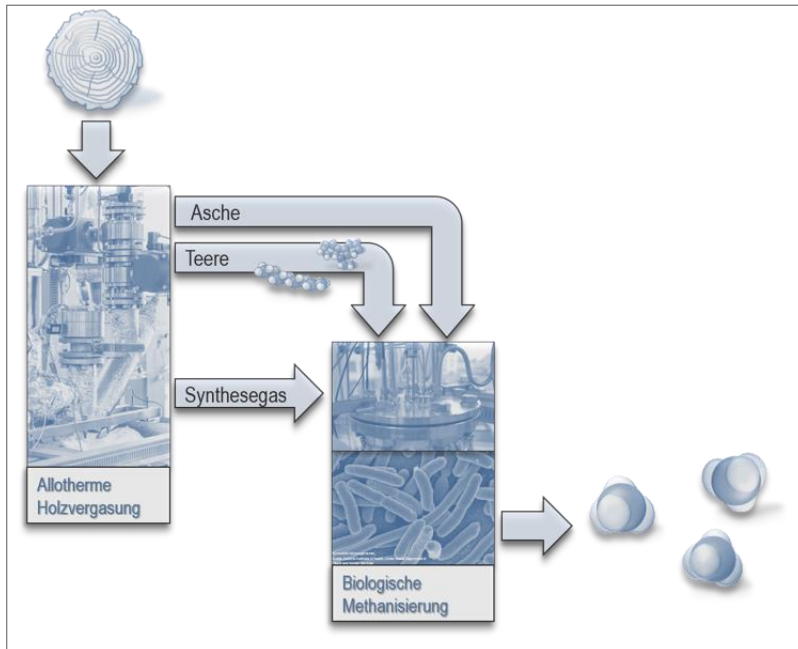 Asche
Teere
Synthesegas
Allotherme
Holzvergasung
Biologische
Methanisierung